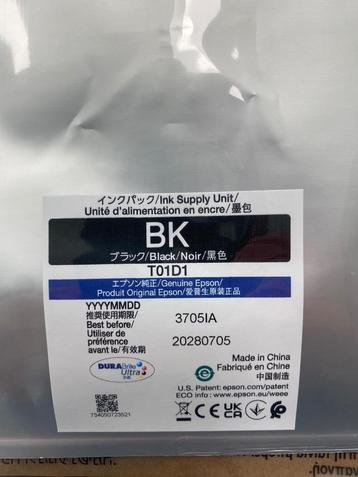 インクパック/Ink Supply Unit/
Unité d'alimentation en encre/墨包
BK
ブラック/Black/Noir/黑色
T01D1
エプソン純正/Genuine Epson/
Produit Original Epson/爱普生原装正品
YYYYMMDD
推奨使用期限/
Best before/
Utiliser de
préférence
avant le/有效期
3705IA
20280705
DURABrite
Ultra
Made in China
Fabriqué en Chine
中国制造
Patents: epson.com/patent
ECO info : www.epson.eu/weee
CE UKCA
754050723521